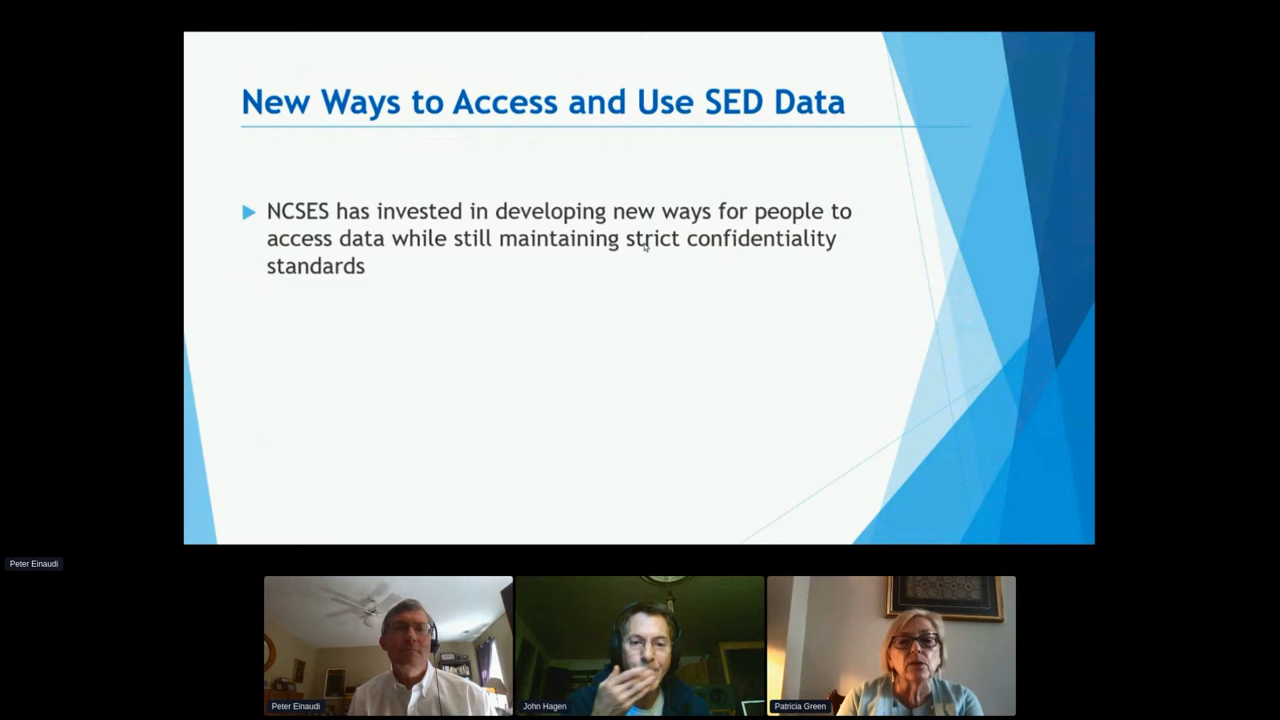 New Ways to Access and Use SED Data
NCSES has invested in developing new ways for people to
access data while still maintaining strict confidentiality
standards
Peter Einaudi
Peter Einaudi
John Hagen
Patricia Green